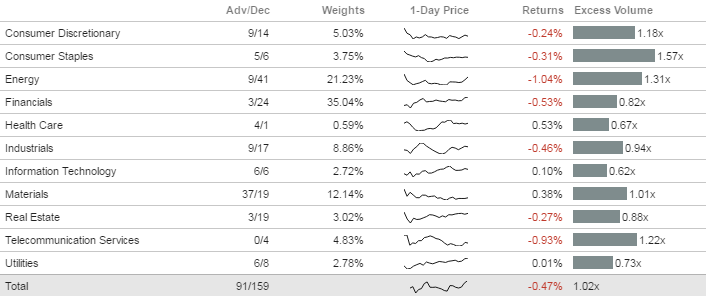 Adv/Dec Weights 1-Day Price Returns Excess Volume
Consumer Discretionary 9/14 5.03% -0.24% 1.18x
Consumer Staples 5/6 3.75% -0.31% 1.57x
Energy 9/41 21.23% -1.04% 1.31x
Financials 3/24 35.04% -0.53% 0.82x
Health Care 4/1 0.59% 0.53% 0.67x
Industrials 9/17 8.86% -0.46% 0.94x
Information Technology 6/6 2.72% 0.10% 0.62x
Materials 37/19 12.14% 0.38% 1.01x
Real Estate 3/19 3.02% -0.27% 0.88x
Telecommunication Services 0/4 4.83% -0.93% 1.22x
Utilities 6/8 2.78% 0.01% 0.73x
Total 91/159 -0.47% 1.02x